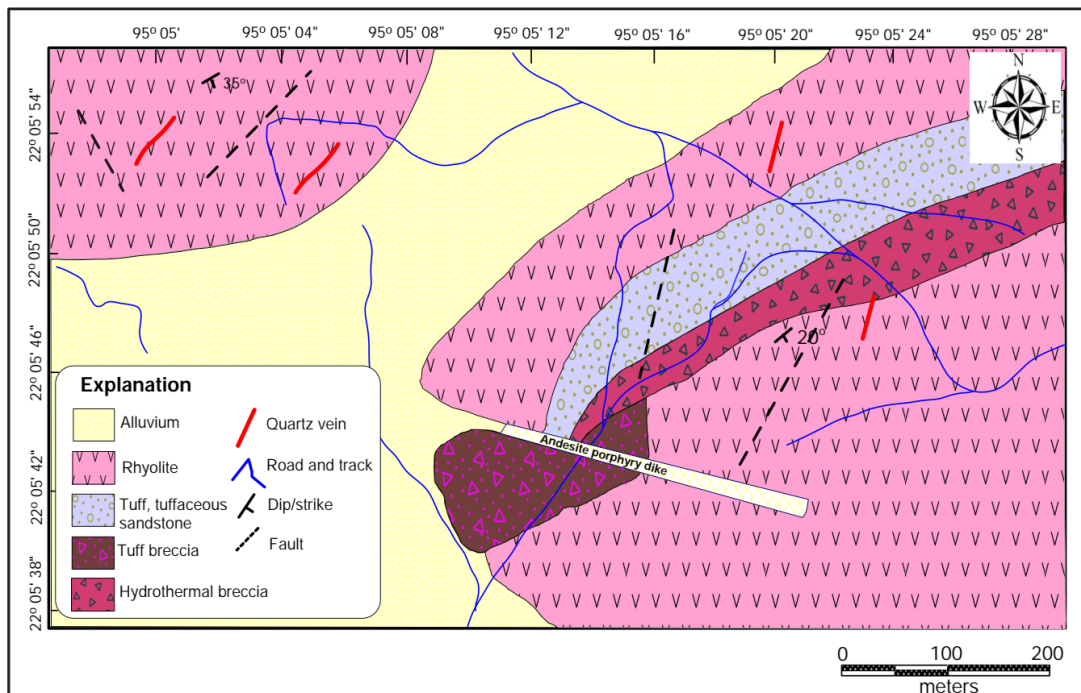 95º 05' 95º 05' 04" 95º 05' 08" 95º 05' 12" 95º 05' 16" 95º 05' 20" 95º 05' 24" 95º 05' 28"
22º 05' 54"
22º 05' 50"
22º 05' 46"
22º 05' 42"
22º 05' 38"
N
W E
S
35º
20º
Andesite porphyry dike
Explanation
Alluvium
Rhyolite
Tuff, tuffaceous
sandstone
Tuff breccia
Hydrothermal breccia
Quartz vein
Road and track
Dip/strike
Fault
0 100 200
meters